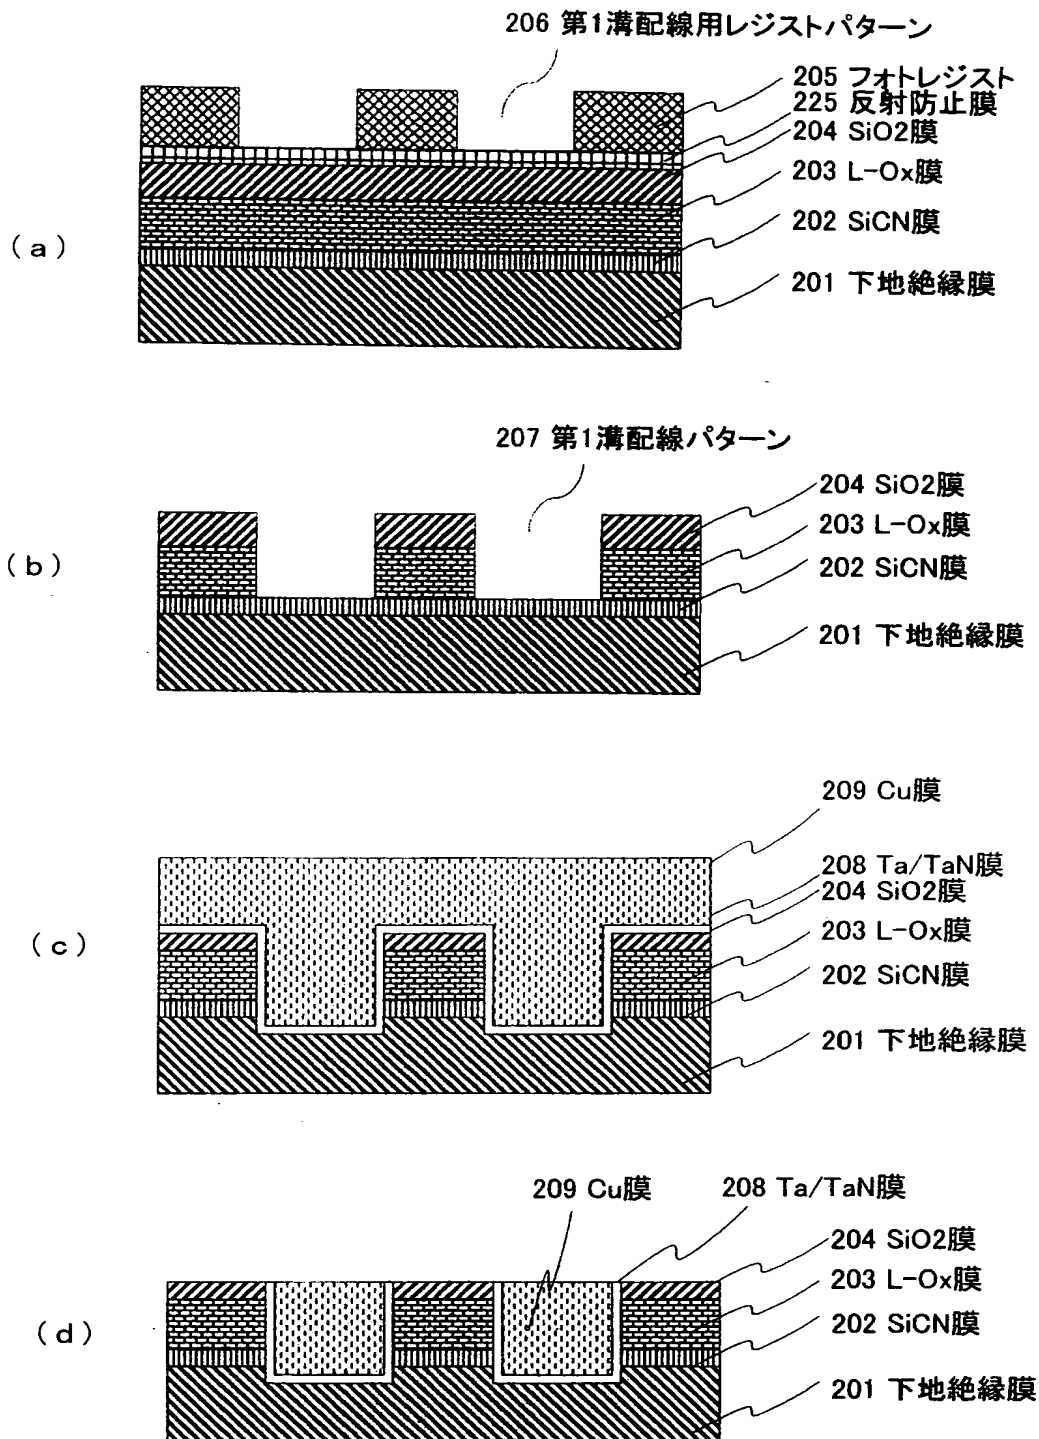 206 第1溝配線用レジストパターン
205 フォトレジスト
225 反射防止膜
204 SiO2膜
203 L-Ox膜
202 SiCN膜
(a)
201 下地絶縁膜
207 第1溝配線パターン
204 SiO2膜
203 L-Ox膜
(b)
202 SiCN膜
201 下地絶縁膜
209 Cu膜
208 Ta/TaN膜
204 SiO2膜
203 L-Ox膜
(c)
202 SiCN膜
201 下地絶縁膜
209 Cu膜 208 Ta/TaN膜
204 SiO2膜
203 L-Ox膜
(d)
202 SiCN膜
201 下地絶縁膜